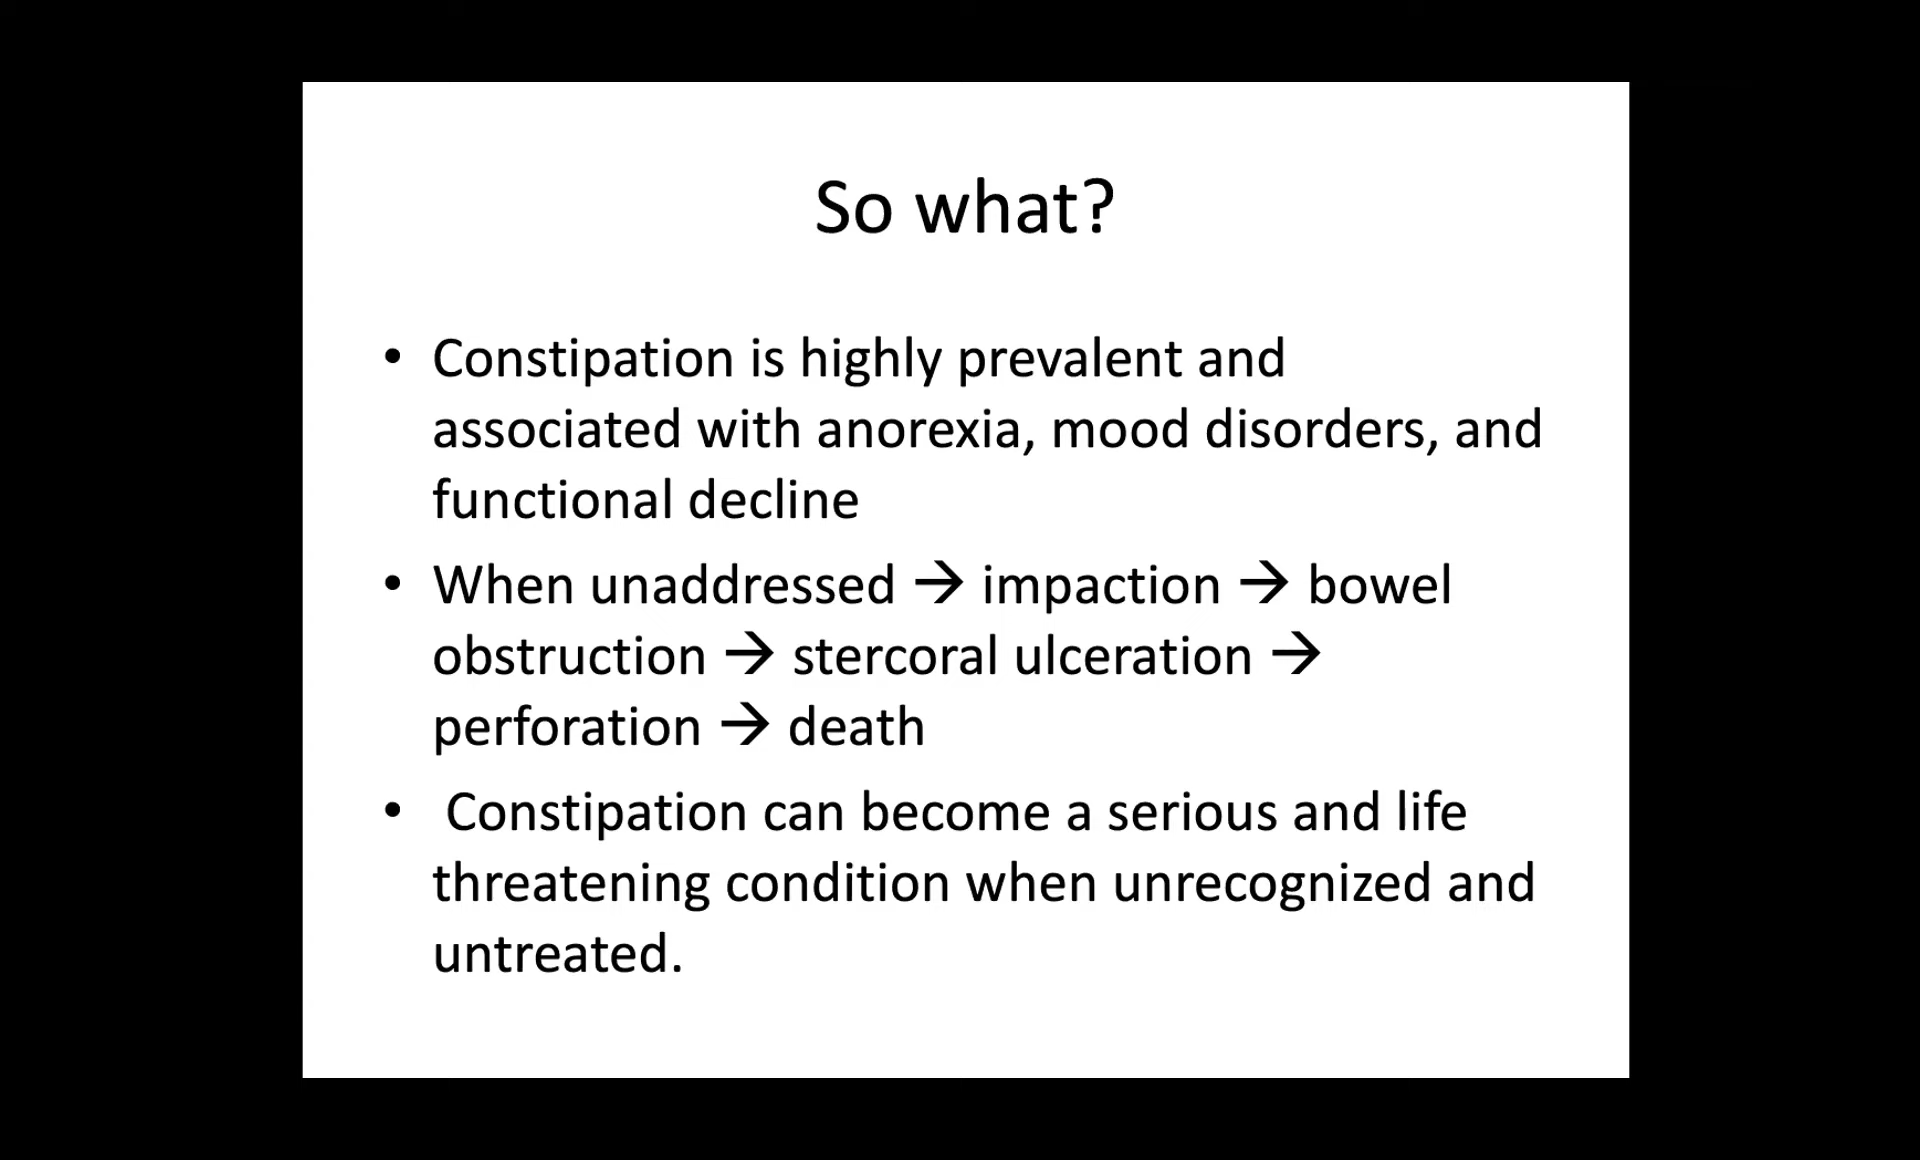 So what?
• Constipation is highly prevalent and
associated with anorexia, mood disorders, and
functional decline
• When unaddressed → impaction → bowel
obstruction → stercoral ulceration →
perforation → death
• Constipation can become a serious and life
threatening condition when unrecognized and
untreated.